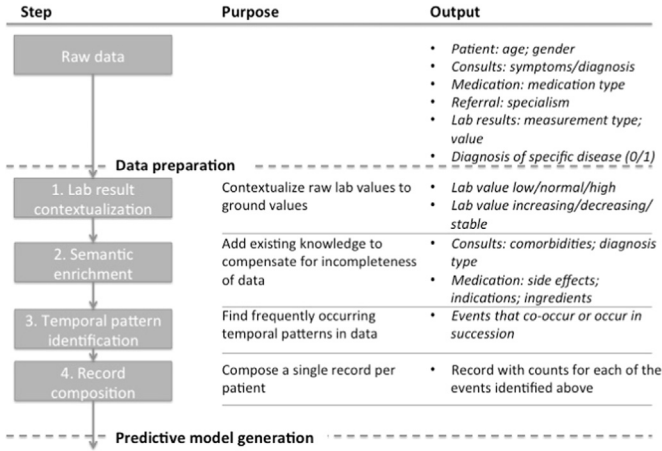 Step Purpose Output
Raw data
• Patient: age; gender
• Consults: symptoms/diagnosis
• Medication: medication type
• Referral: specialism
• Lab results: measurement type;
value
• Diagnosis of specific disease (0/1)
Data preparation
1. Lab result
contextualization
Contextualize raw lab values to
ground values
• Lab value low/normal/high
• Lab value increasing/decreasing/
stable
2. Semantic
enrichment
Add existing knowledge to
compensate for incompleteness
of data
• Consults: comorbidities; diagnosis
type
• Medication: side effects;
indications; ingredients
3. Temporal pattern
identification
Find frequently occurring
temporal patterns in data
• Events that co-occur or occur in
succession
4. Record
composition
Compose a single record per
patient
• Record with counts for each of the
events identified above
Predictive model generation